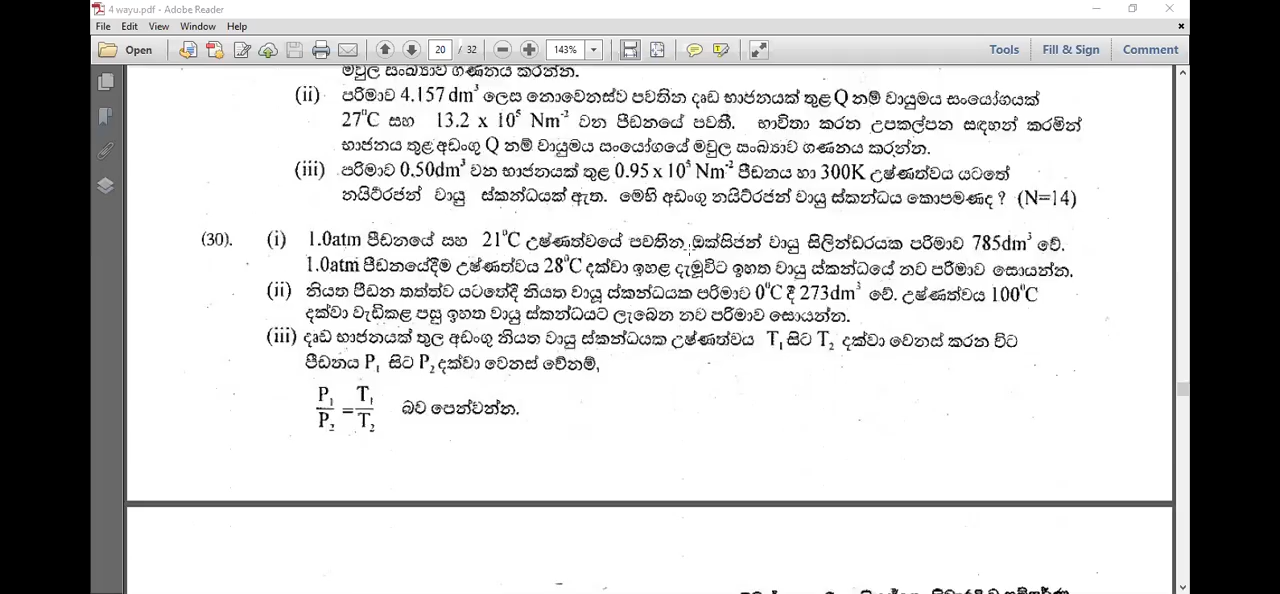 4 wayu.pdf - Adobe Reader
File Edit View Window Help
Open 20 / 32 143% Tools Fill & Sign Comment
මවුල සංඛ්‍යාව ගණනය කරන්න.
(ii) පරිමාව 4.157 dm³ ලෙස නොවෙනස්ව පවතින දෘඩ භාජනයක් තුළ Q නම් වායුමය සංයෝගයක්
27⁰C සහ 13.2 x 10⁵ Nm⁻² වන පීඩනයේ පවතී. භාවිතා කරන උපකල්පන සඳහන් කරමින්
භාජනය තුළ අඩංගු Q නම් වායුමය සංයෝගයේ මවුල සංඛ්‍යාව ගණනය කරන්න.
(iii) පරිමාව 0.50dm³ වන භාජනයක් තුළ 0.95 x 10⁵ Nm⁻² පීඩනය හා 300K උෂ්ණත්වය යටතේ
නයිට්රජන් වායු ස්කන්ධයක් ඇත. මෙහි අඩංගු නයිට්රජන් වායු ස්කන්ධය කොපමණද ? (N=14)
(30). (i) 1.0atm පීඩනයේ සහ 21⁰C උෂ්ණත්වයේ පවතින ඔක්සිජන් වායු සිලින්ඩරයක පරිමාව 785dm³ වේ.
1.0atm පීඩනයේදීම උෂ්ණත්වය 28⁰C දක්වා ඉහළ දැමූවිට ඉහත වායු ස්කන්ධයේ නව පරිමාව සොයන්න.
(ii) නියත පීඩන තත්ත්ව යටතේදී නියත වායූ ස්කන්ධයක පරිමාව 0⁰C දී 273dm³ වේ. උෂ්ණත්වය 100⁰C
දක්වා වැඩිකළ පසු ඉහත වායු ස්කන්ධයට ලැබෙන නව පරිමාව සොයන්න.
(iii) දෘඩ භාජනයක් තුල අඩංගු නියත වායු ස්කන්ධයක උෂ්ණත්වය T₁ සිට T₂ දක්වා වෙනස් කරන විට
පීඩනය P₁ සිට P₂ දක්වා වෙනස් වේනම්,
P₁/P₂ = T₁/T₂ බව පෙන්වන්න.